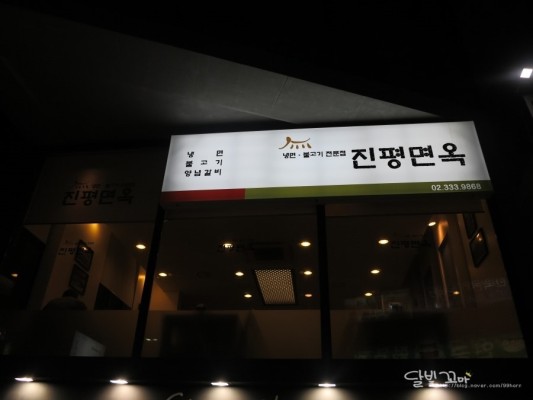 냉면
불고기
양념갈비
냉면 · 불고기 전문점
진평면옥
02.333.9868
진평면옥
달빛꼬마